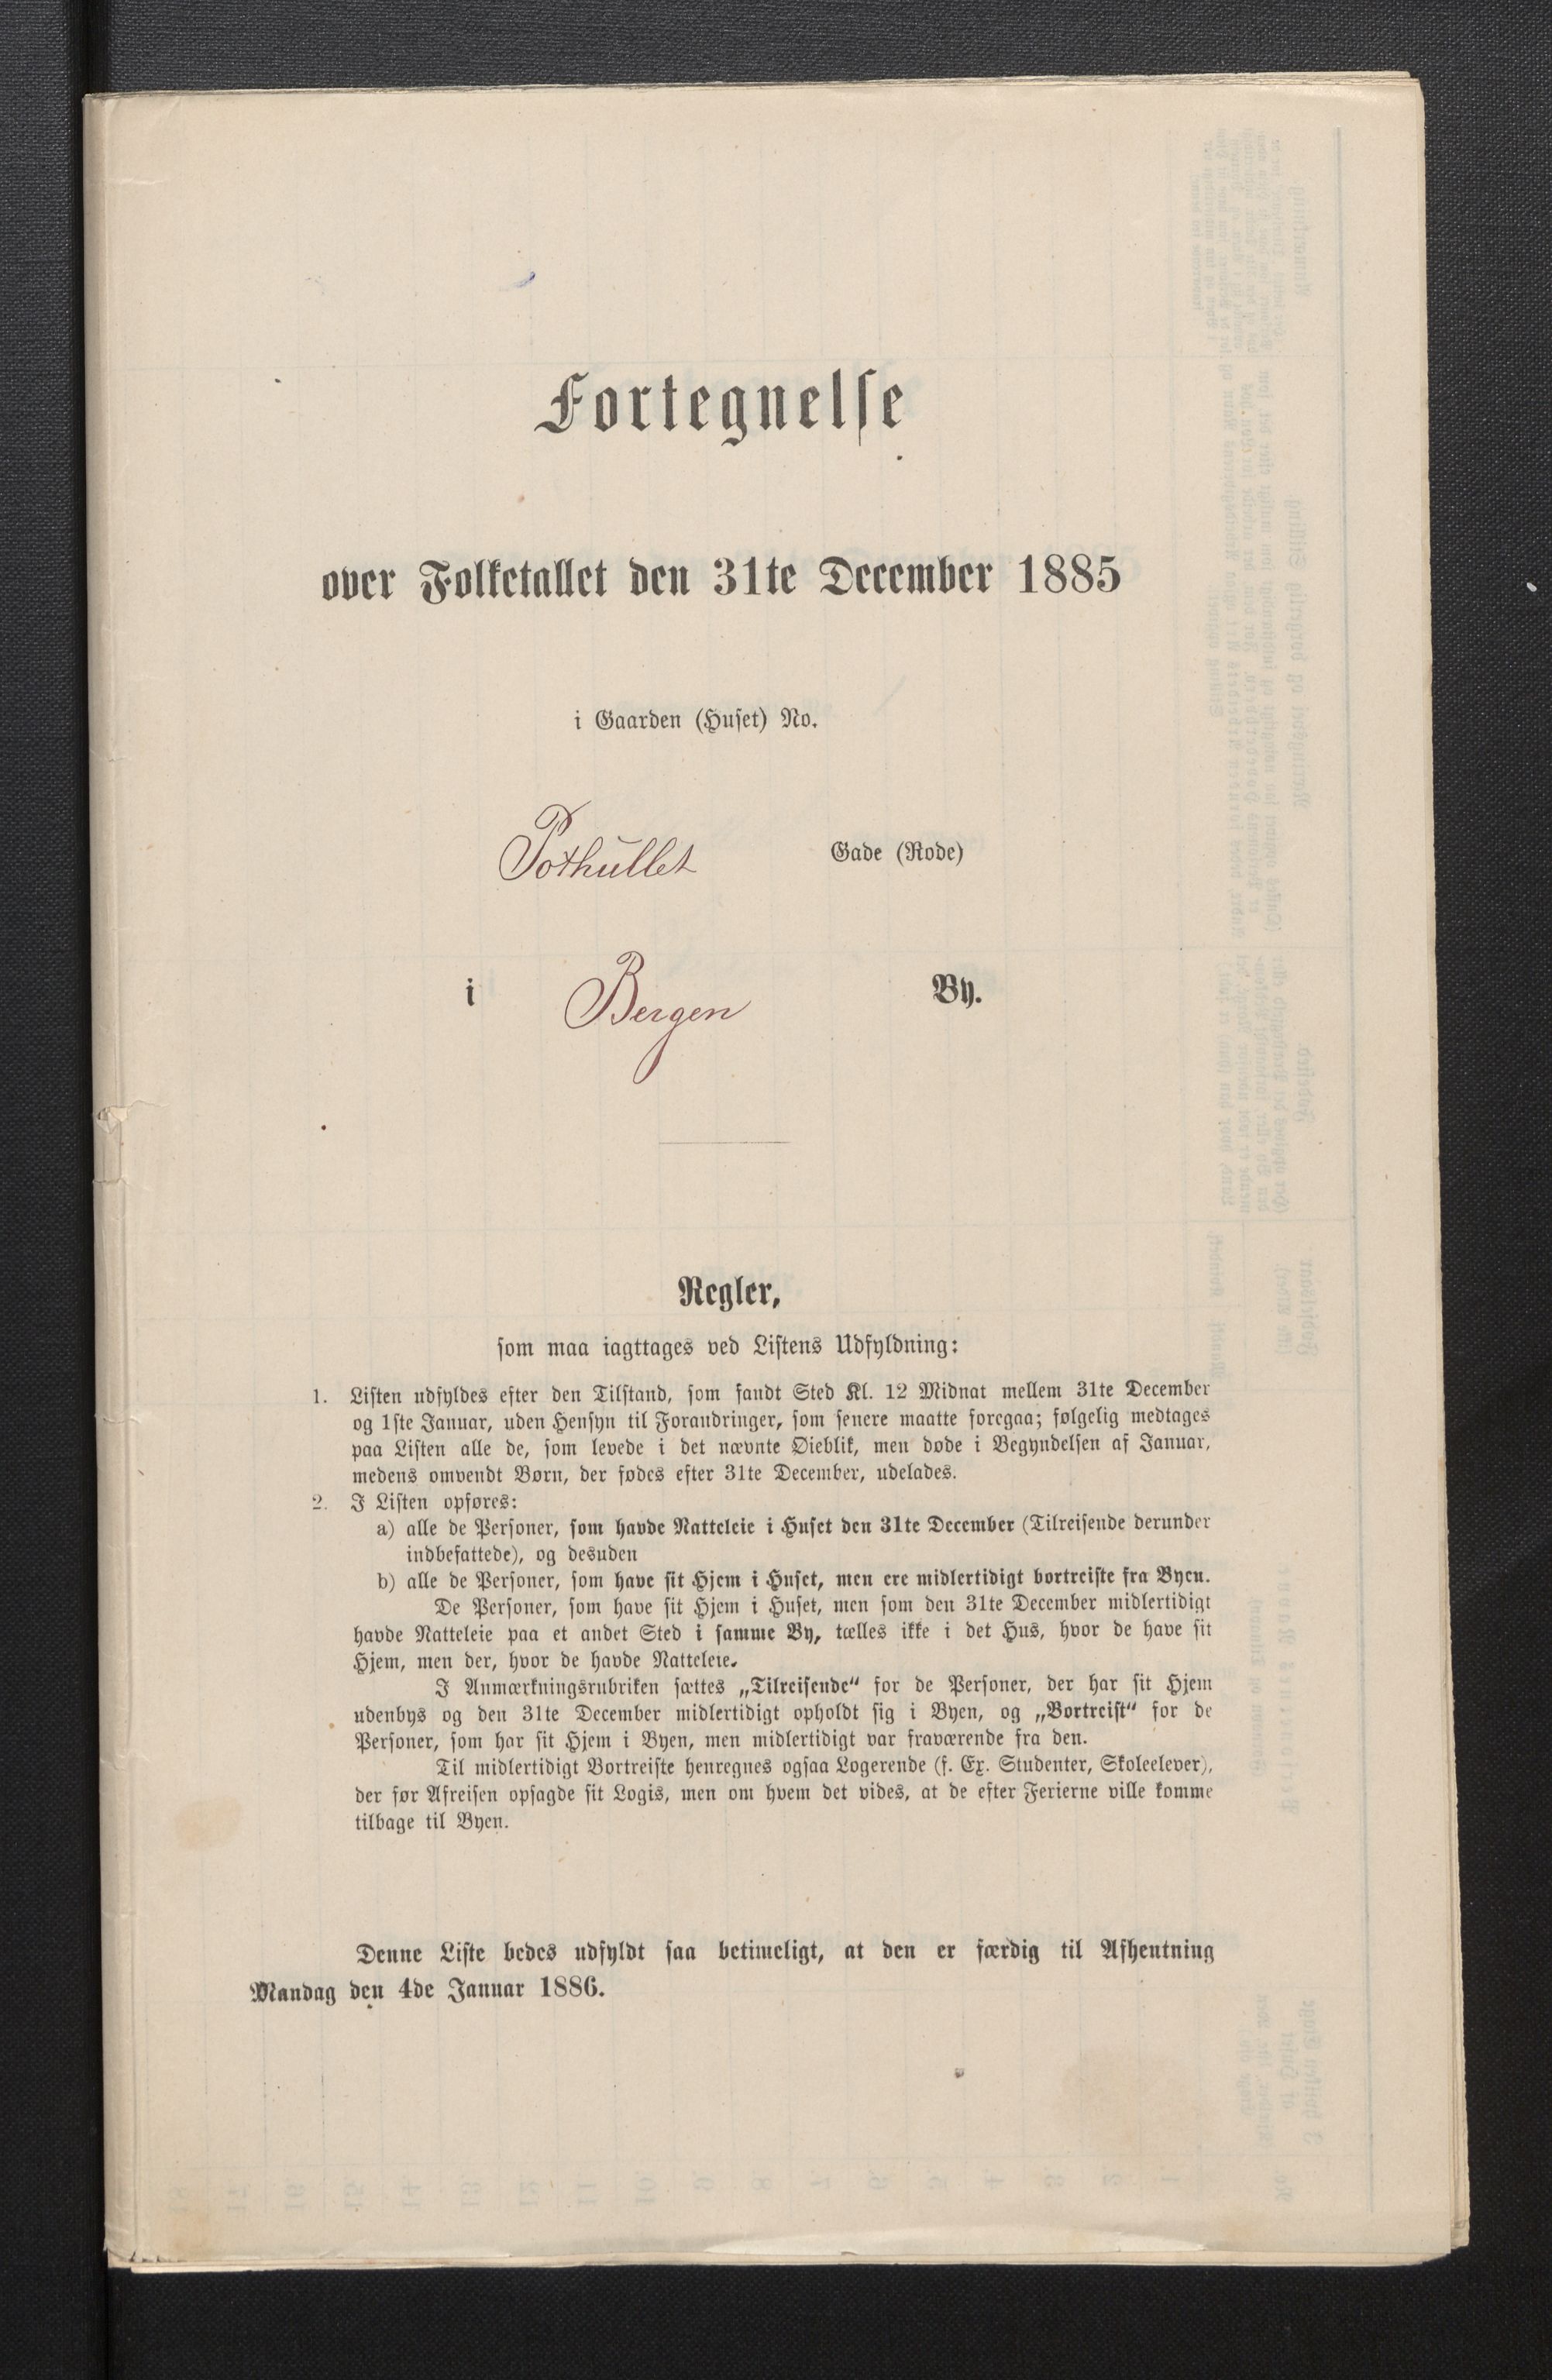 Fortegnelse
over Folketallet den 31te December 1885
i Gaarden (Huset) No.
Pothullet Gade (Rode)
i Bergen By.
Regler,
som maa iagttages ved Listens Udfyldning:
1. Listen udfyldes efter den Tilstand, som fandt Sted Kl. 12 Midnat mellem 31te December
og 1ste Januar, uden Hensyn til Forandringer, som senere maatte foregaa; følgelig medtages
paa Listen alle de, som levede i det nævnte Øieblik, men døde i Begyndelsen af Januar,
medens omvendt Børn, der fødes efter 31te December, udelades.
2. I Listen opføres:
a) alle de Personer, som havde Natteleie i Huset den 31te December (Tilreisende derunder
indbefattede), og desuden
b) alle de Personer, som have sit Hjem i Huset, men ere midlertidigt bortreiste fra Byen.
De Personer, som have sit Hjem i Huset, men som den 31te December midlertidigt
havde Natteleie paa et andet Sted i samme By, tælles ikke i det Hus, hvor de have sit
Hjem, men der, hvor de havde Natteleie.
I Anmærkningsrubriken sættes „Tilreisende“ for de Personer, der har sit Hjem
udenbys og den 31te December midlertidigt opholdt sig i Byen, og „Bortreist“ for de
Personer, som har sit Hjem i Byen, men midlertidigt var fraværende fra den.
Til midlertidigt Bortreiste henregnes ogsaa Logerende (f. Ex. Studenter, Skoleelever),
der før Afreisen opsagde sit Logis, men om hvem det vides, at de efter Ferierne ville komme
tilbage til Byen.
Denne Liste bedes udfyldt saa betimeligt, at den er færdig til Afhentning
Mandag den 4de Januar 1886.